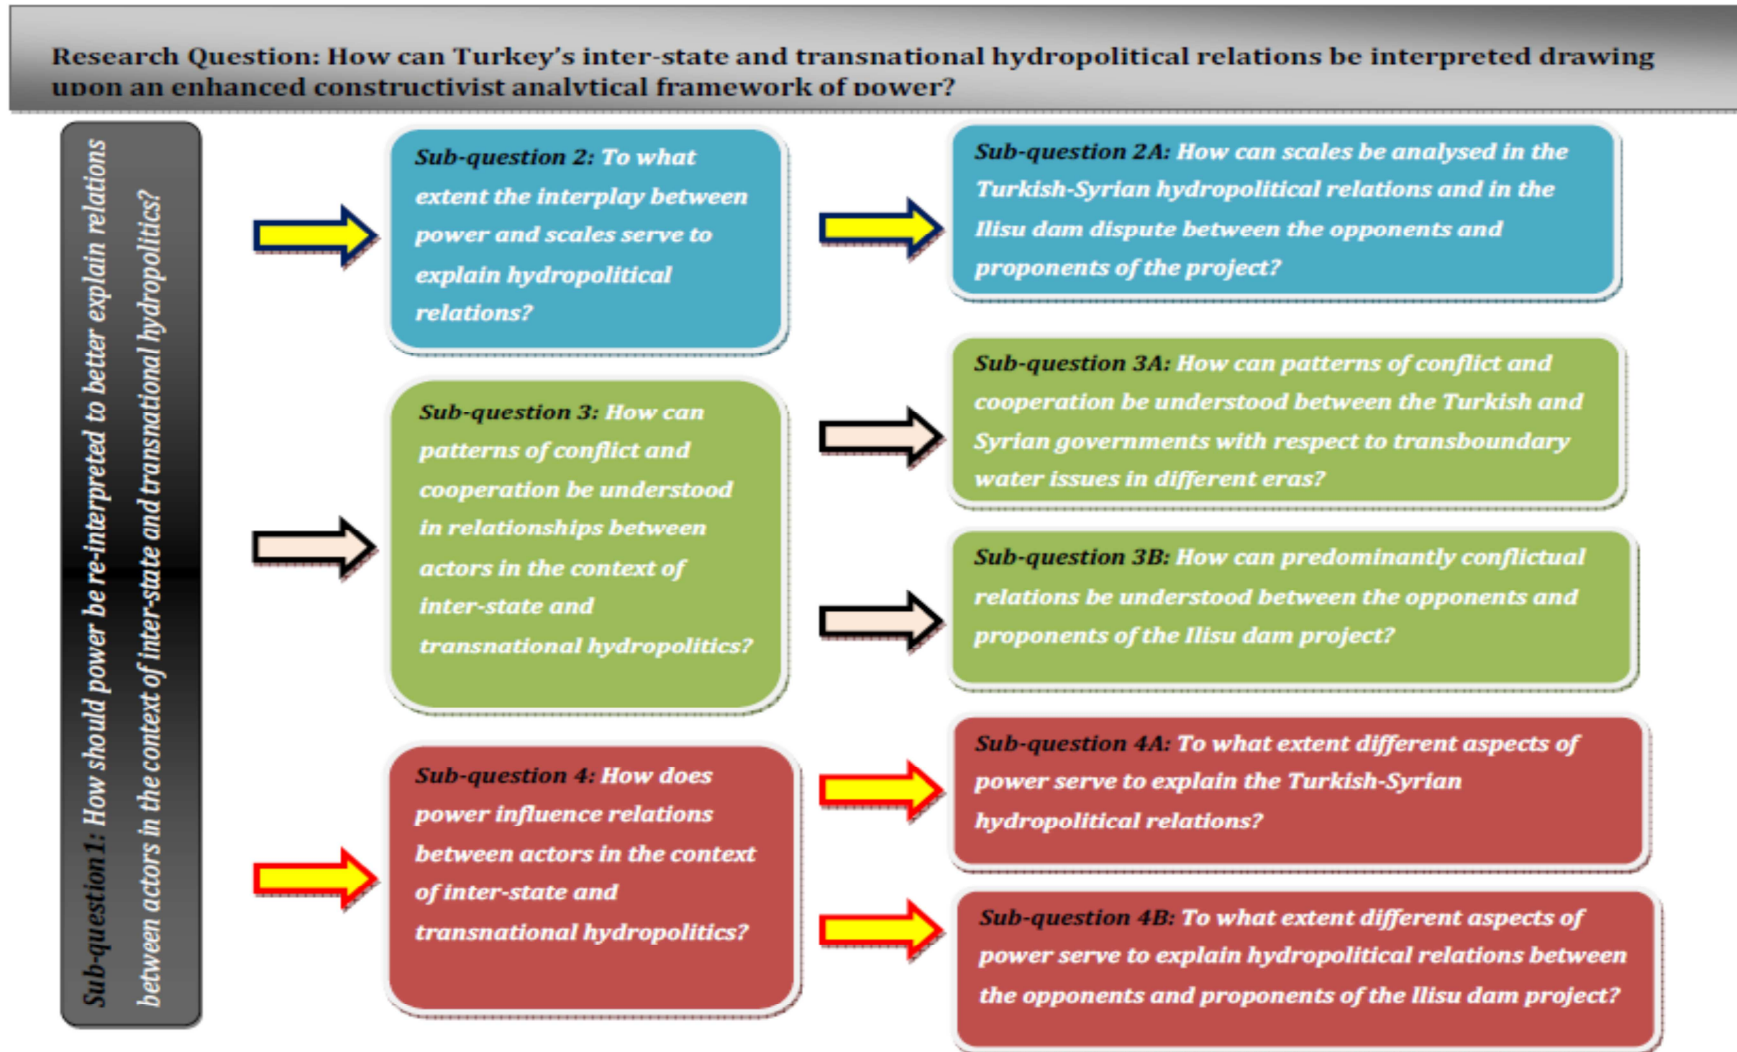 Research Question: How can Turkey's inter-state and transnational hydropolitical relations be interpreted drawing
upon an enhanced constructivist analytical framework of power?
Sub-question1: How should power be re-interpreted to better explain relations
between actors in the context of inter-state and transnational hydropolitics?
Sub-question 2: To what
extent the interplay between
power and scales serve to
explain hydropolitical
relations?
Sub-question 2A: How can scales be analysed in the
Turkish-Syrian hydropolitical relations and in the
Ilisu dam dispute between the opponents and
proponents of the project?
Sub-question 3: How can
patterns of conflict and
cooperation be understood
in relationships between
actors in the context of
inter-state and
transnational hydropolitics?
Sub-question 3A: How can patterns of conflict and
cooperation be understood between the Turkish and
Syrian governments with respect to transboundary
water issues in different eras?
Sub-question 3B: How can predominantly conflictual
relations be understood between the opponents and
proponents of the Ilisu dam project?
Sub-question 4: How does
power influence relations
between actors in the context
of inter-state and
transnational hydropolitics?
Sub-question 4A: To what extent different aspects of
power serve to explain the Turkish-Syrian
hydropolitical relations?
Sub-question 4B: To what extent different aspects of
power serve to explain hydropolitical relations between
the opponents and proponents of the Ilisu dam project?